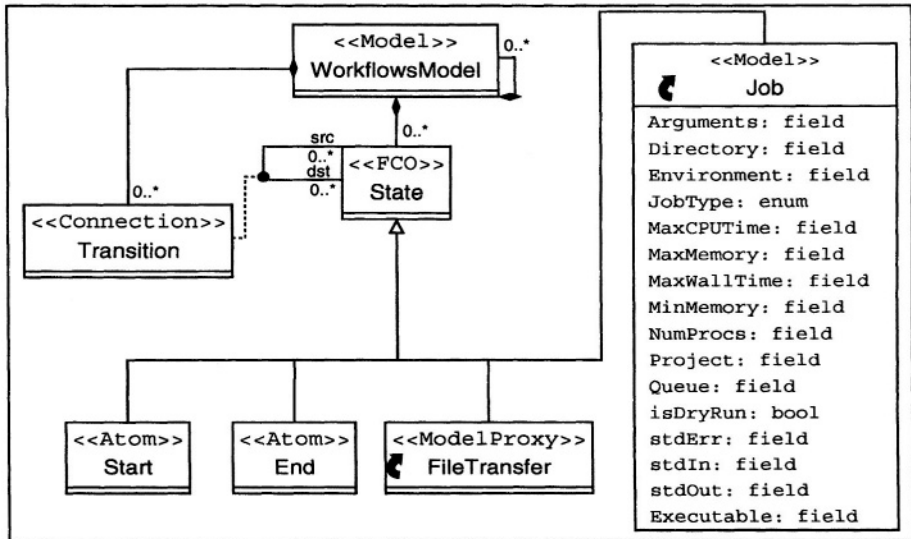 <<Model>>
WorkflowsModel
0..*
0..*
src
0..*
dst
0..*
<<FCO>>
State
0..*
<<Connection>>
Transition
<<Atom>>
Start
<<Atom>>
End
<<ModelProxy>>
FileTransfer
<<Model>>
Job
Arguments: field
Directory: field
Environment: field
JobType: enum
MaxCPUTime: field
MaxMemory: field
MaxWallTime: field
MinMemory: field
NumProcs: field
Project: field
Queue: field
isDryRun: bool
stdErr: field
stdIn: field
stdOut: field
Executable: field